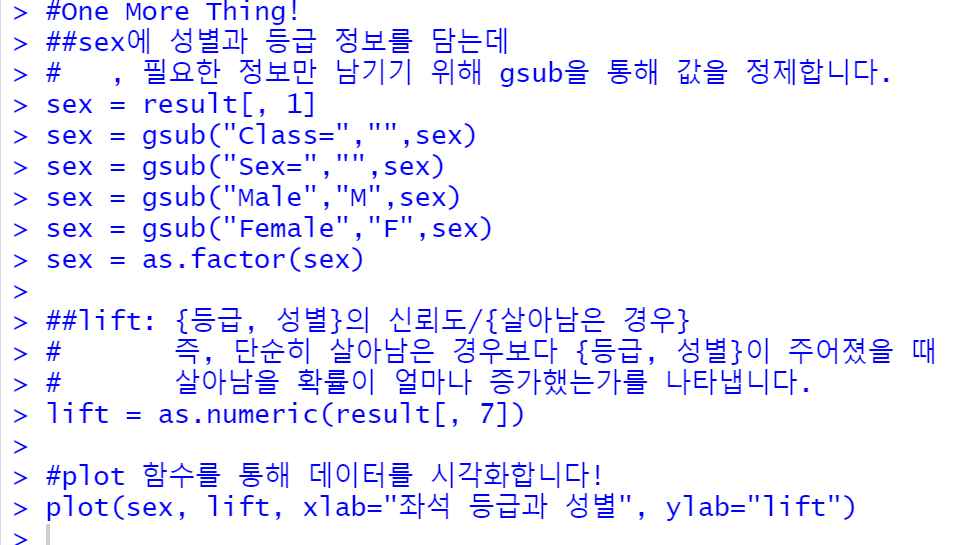 > #One More Thing!
> ##sex에 성별과 등급 정보를 담는데
> #   , 필요한 정보만 남기기 위해 gsub을 통해 값을 정제합니다.
> sex = result[, 1]
> sex = gsub("Class=","",sex)
> sex = gsub("Sex=","",sex)
> sex = gsub("Male","M",sex)
> sex = gsub("Female","F",sex)
> sex = as.factor(sex)
>
> ##lift: {등급, 성별}의 신뢰도/{살아남은 경우}
> #       즉, 단순히 살아남은 경우보다 {등급, 성별}이 주어졌을 때
> #       살아남을 확률이 얼마나 증가했는가를 나타냅니다.
> lift = as.numeric(result[, 7])
>
> #plot 함수를 통해 데이터를 시각화합니다!
> plot(sex, lift, xlab="좌석 등급과 성별", ylab="lift")
>